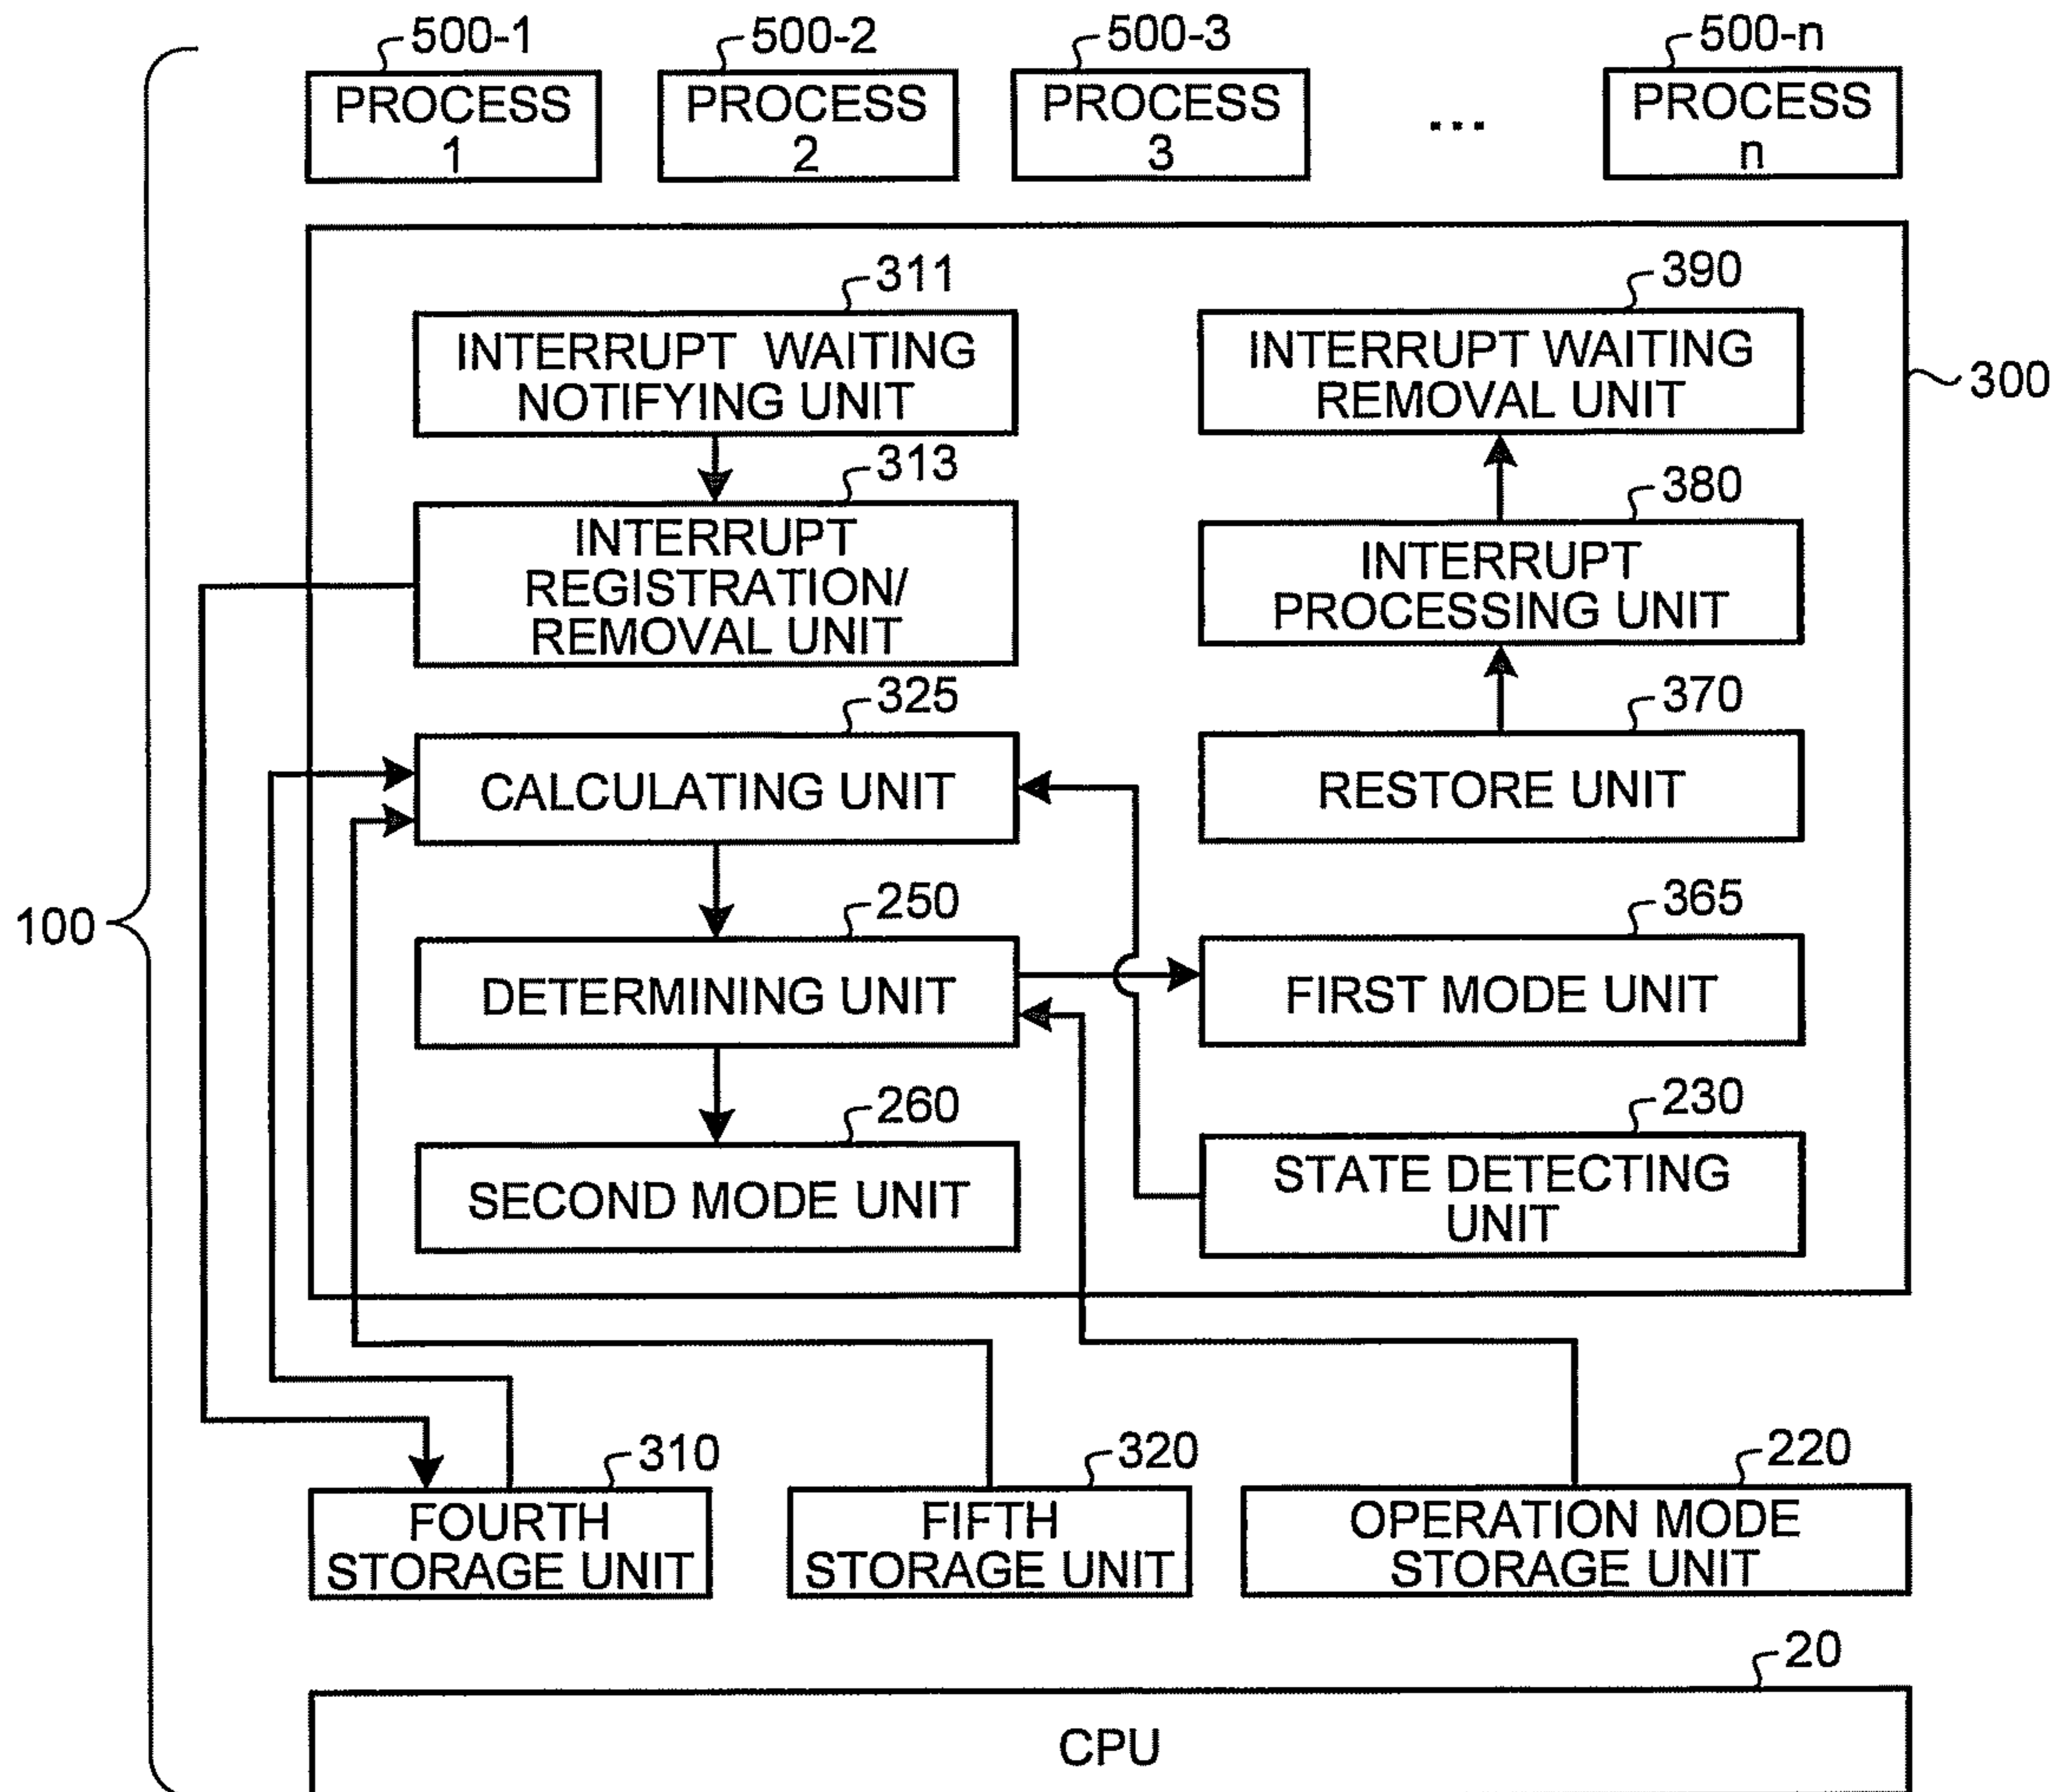 500-1
500-2
500-3
500-n
PROCESS
1
PROCESS
2
PROCESS
3
...
PROCESS
n
100
300
311
INTERRUPT WAITING
NOTIFYING UNIT
390
INTERRUPT WAITING
REMOVAL UNIT
313
INTERRUPT
REGISTRATION/
REMOVAL UNIT
380
INTERRUPT
PROCESSING UNIT
325
CALCULATING UNIT
370
RESTORE UNIT
250
DETERMINING UNIT
365
FIRST MODE UNIT
260
SECOND MODE UNIT
230
STATE DETECTING
UNIT
310
FOURTH
STORAGE UNIT
320
FIFTH
STORAGE UNIT
220
OPERATION MODE
STORAGE UNIT
20
CPU